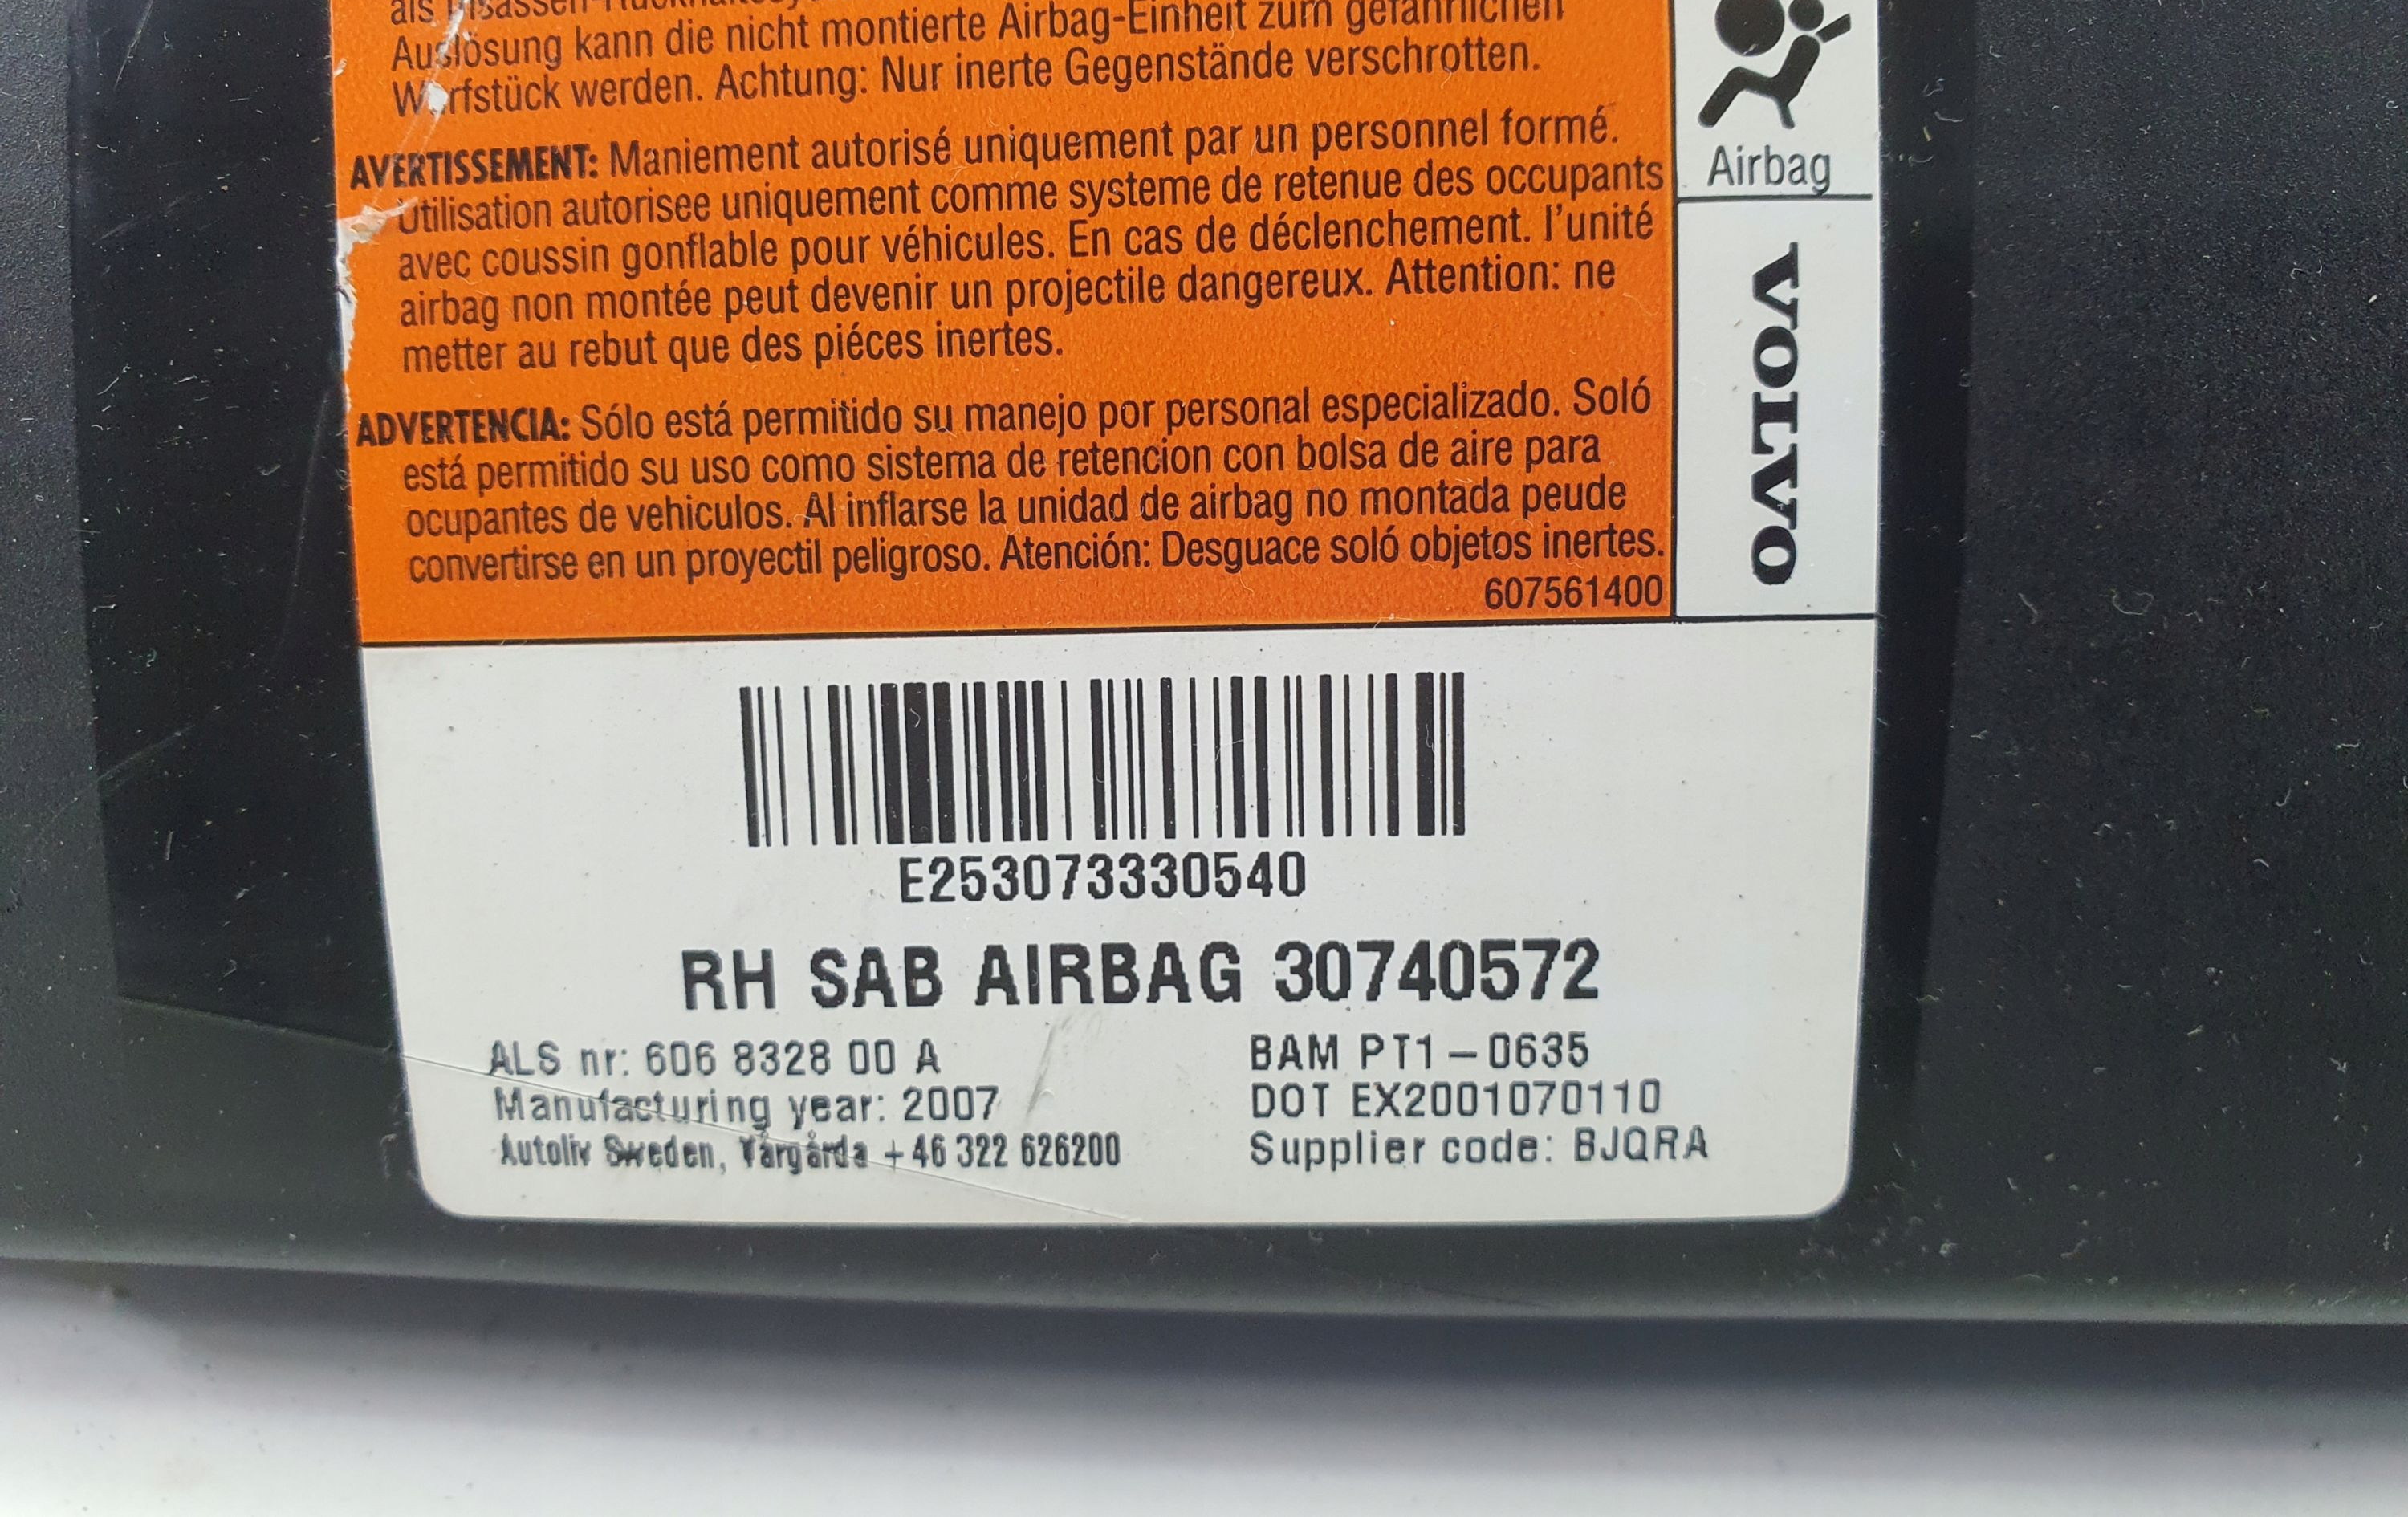 als Insassen-Rückhaltesy
Auslösung kann die nicht montierte Airbag-Einheit zum gefährlichen
Wurfstück werden. Achtung: Nur inerte Gegenstände verschrotten.
AVERTISSEMENT: Maniement autorisé uniquement par un personnel formé.
Utilisation autorisee uniquement comme systeme de retenue des occupants
avec coussin gonflable pour véhicules. En cas de déclenchement. l'unité
airbag non montée peut devenir un projectile dangereux. Attention: ne
metter au rebut que des piéces inertes.
ADVERTENCIA: Sólo está permitido su manejo por personal especializado. Soló
está permitido su uso como sistema de retencion con bolsa de aire para
ocupantes de vehiculos. Al inflarse la unidad de airbag no montada peude
convertirse en un proyectil peligroso. Atención: Desguace soló objetos inertes.
607561400
Airbag
VOLVO
E253073330540
RH SAB AIRBAG 30740572
ALS nr: 606 8328 00 A
Manufacturing year: 2007
Autoliv Sweden, Vårgårda +46 322 626200
BAM PT1-0635
DOT EX2001070110
Supplier code: BJQRA